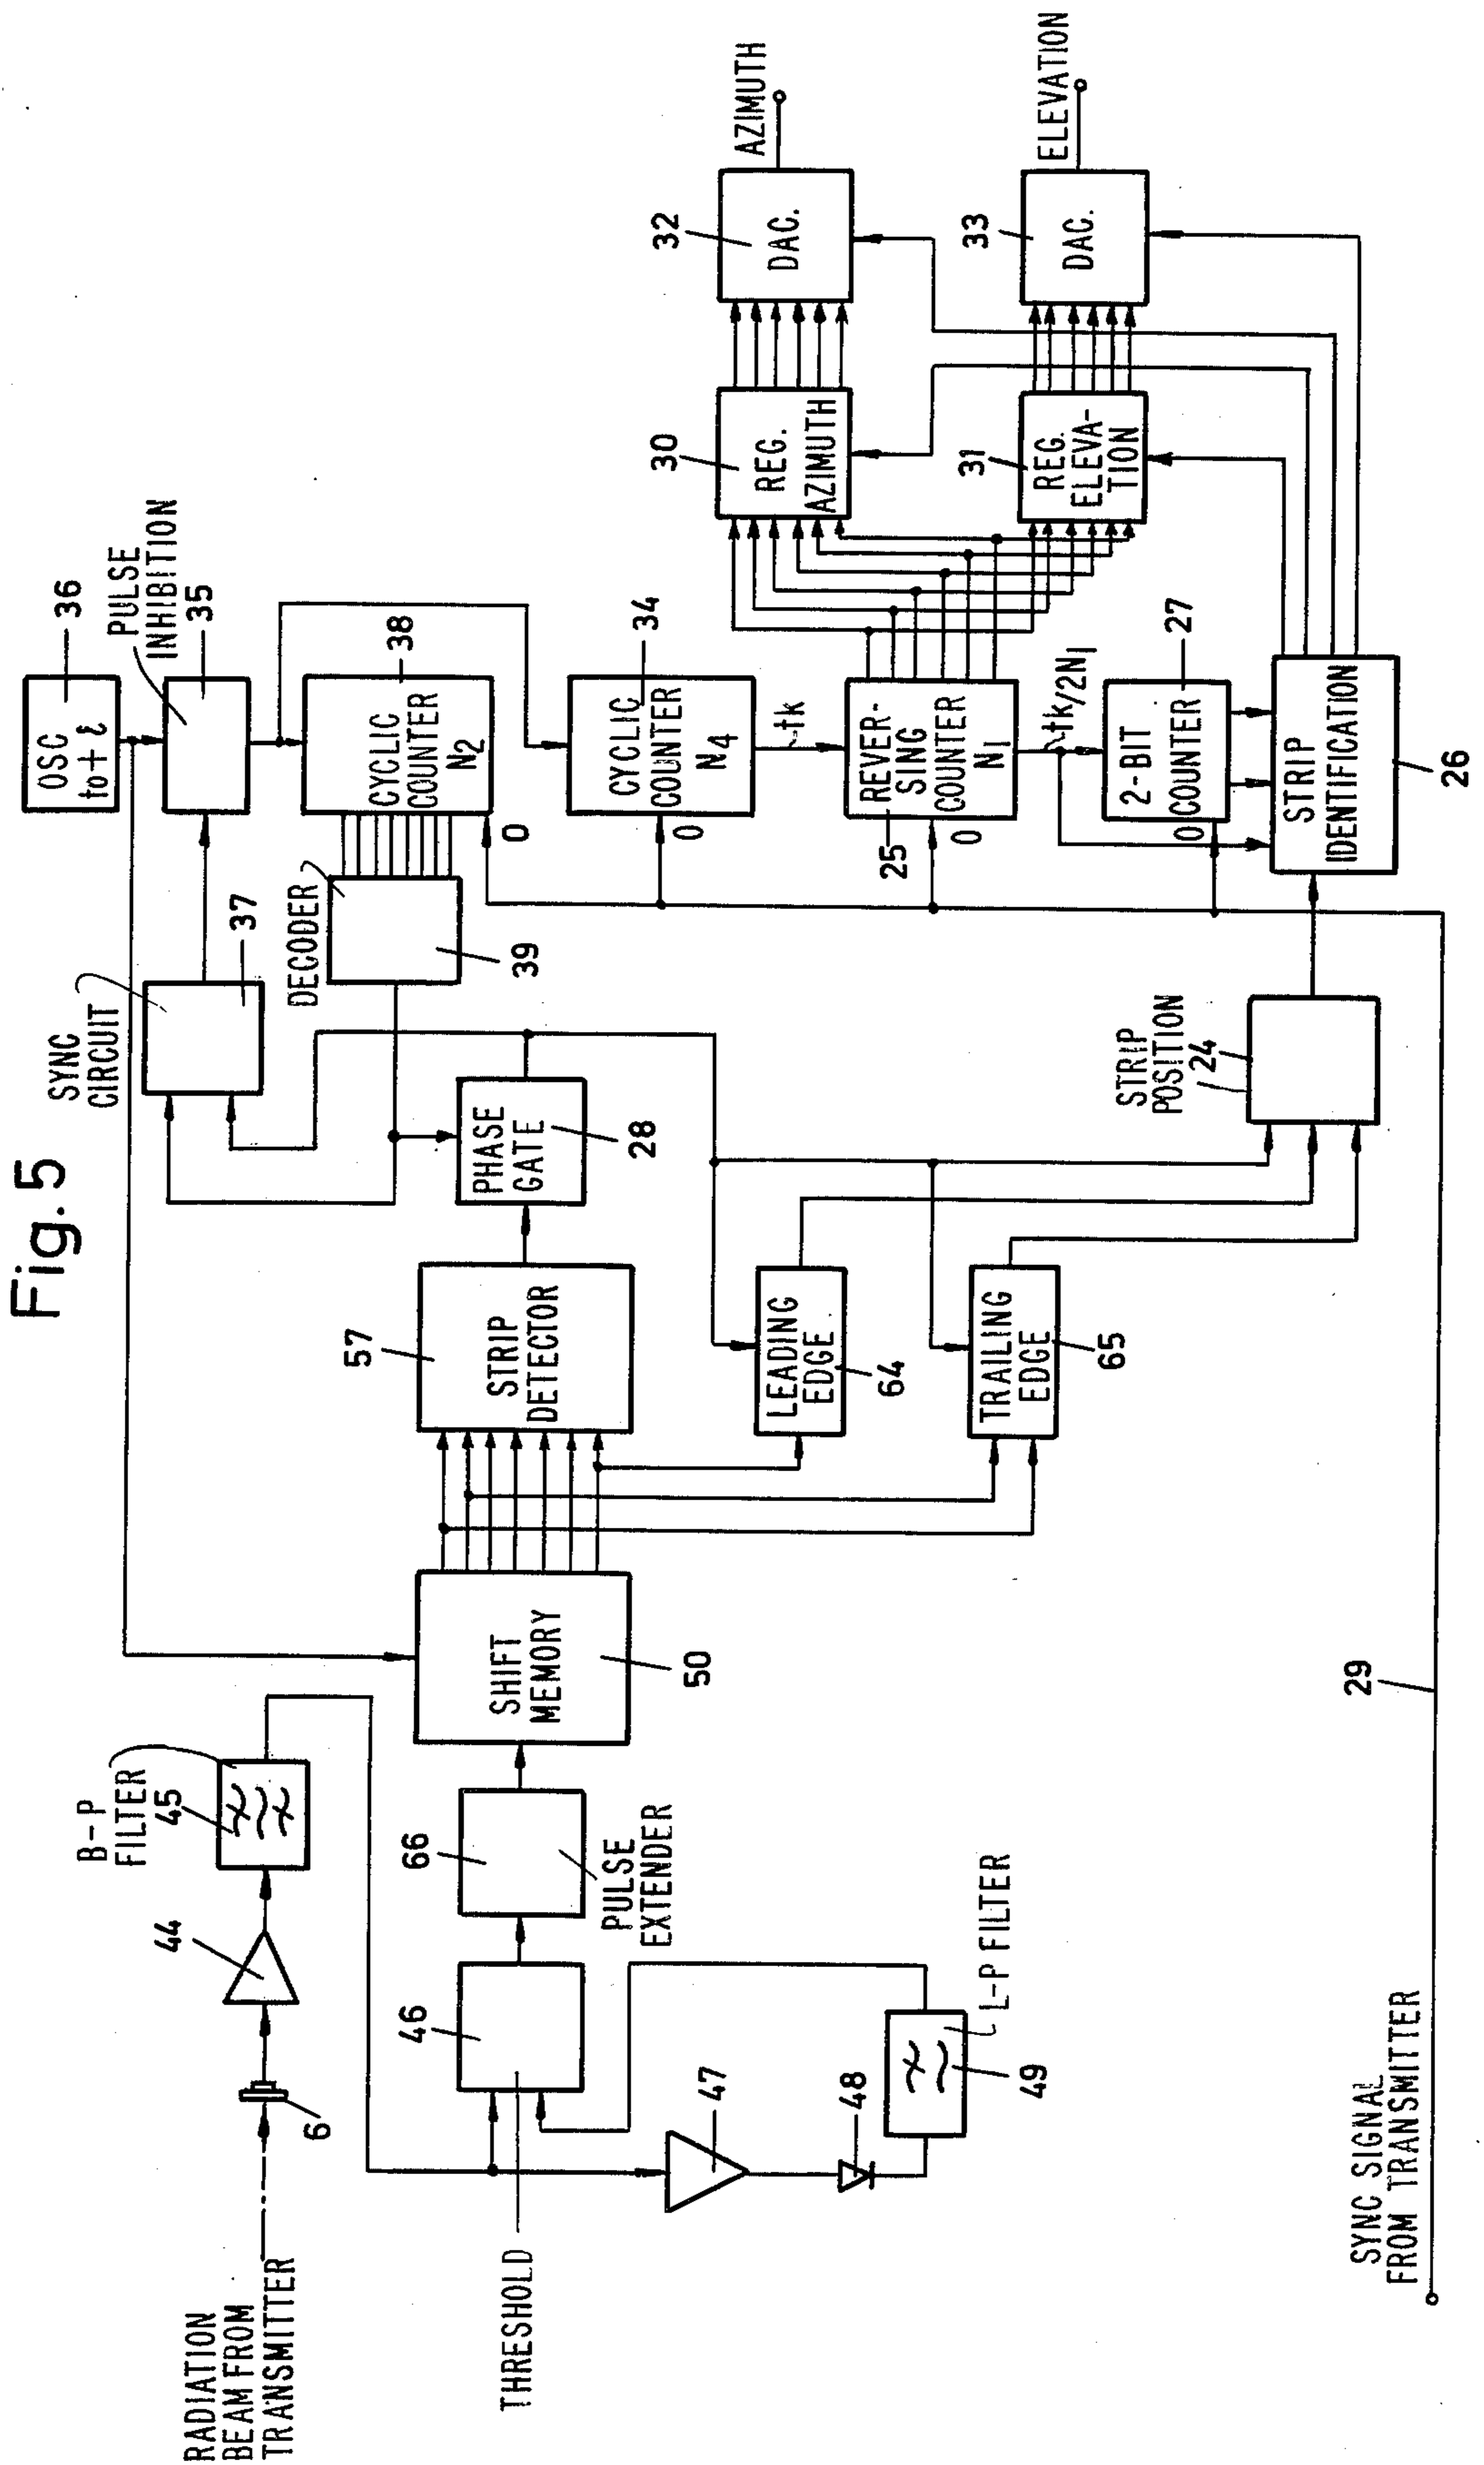 Fig. 5
RADIATION
BEAM FROM
TRANSMITTER
6
44
B-P
FILTER
45
THRESHOLD
46
47
48
49
L-P FILTER
66
PULSE
EXTENDER
SHIFT
MEMORY
50
57
STRIP
DETECTOR
PHASE
GATE
28
LEADING
EDGE
64
TRAILING
EDGE
65
SYNC
CIRCUIT
37
DECODER
39
36
OSC
fo+ ε
PULSE
INHIBITION
35
38
CYCLIC
COUNTER
N2
0
34
CYCLIC
COUNTER
N4
0
fk
25
REVER-
SING
COUNTER
N1
0
fk/2N1
27
2-BIT
COUNTER
0
STRIP
POSITION
24
STRIP
IDENTIFICATION
26
30
REG.
AZIMUTH
31
REG.
ELEVA-
TION
32
DAC.
AZIMUTH
33
DAC.
ELEVATION
29
SYNC SIGNAL
FROM TRANSMITTER